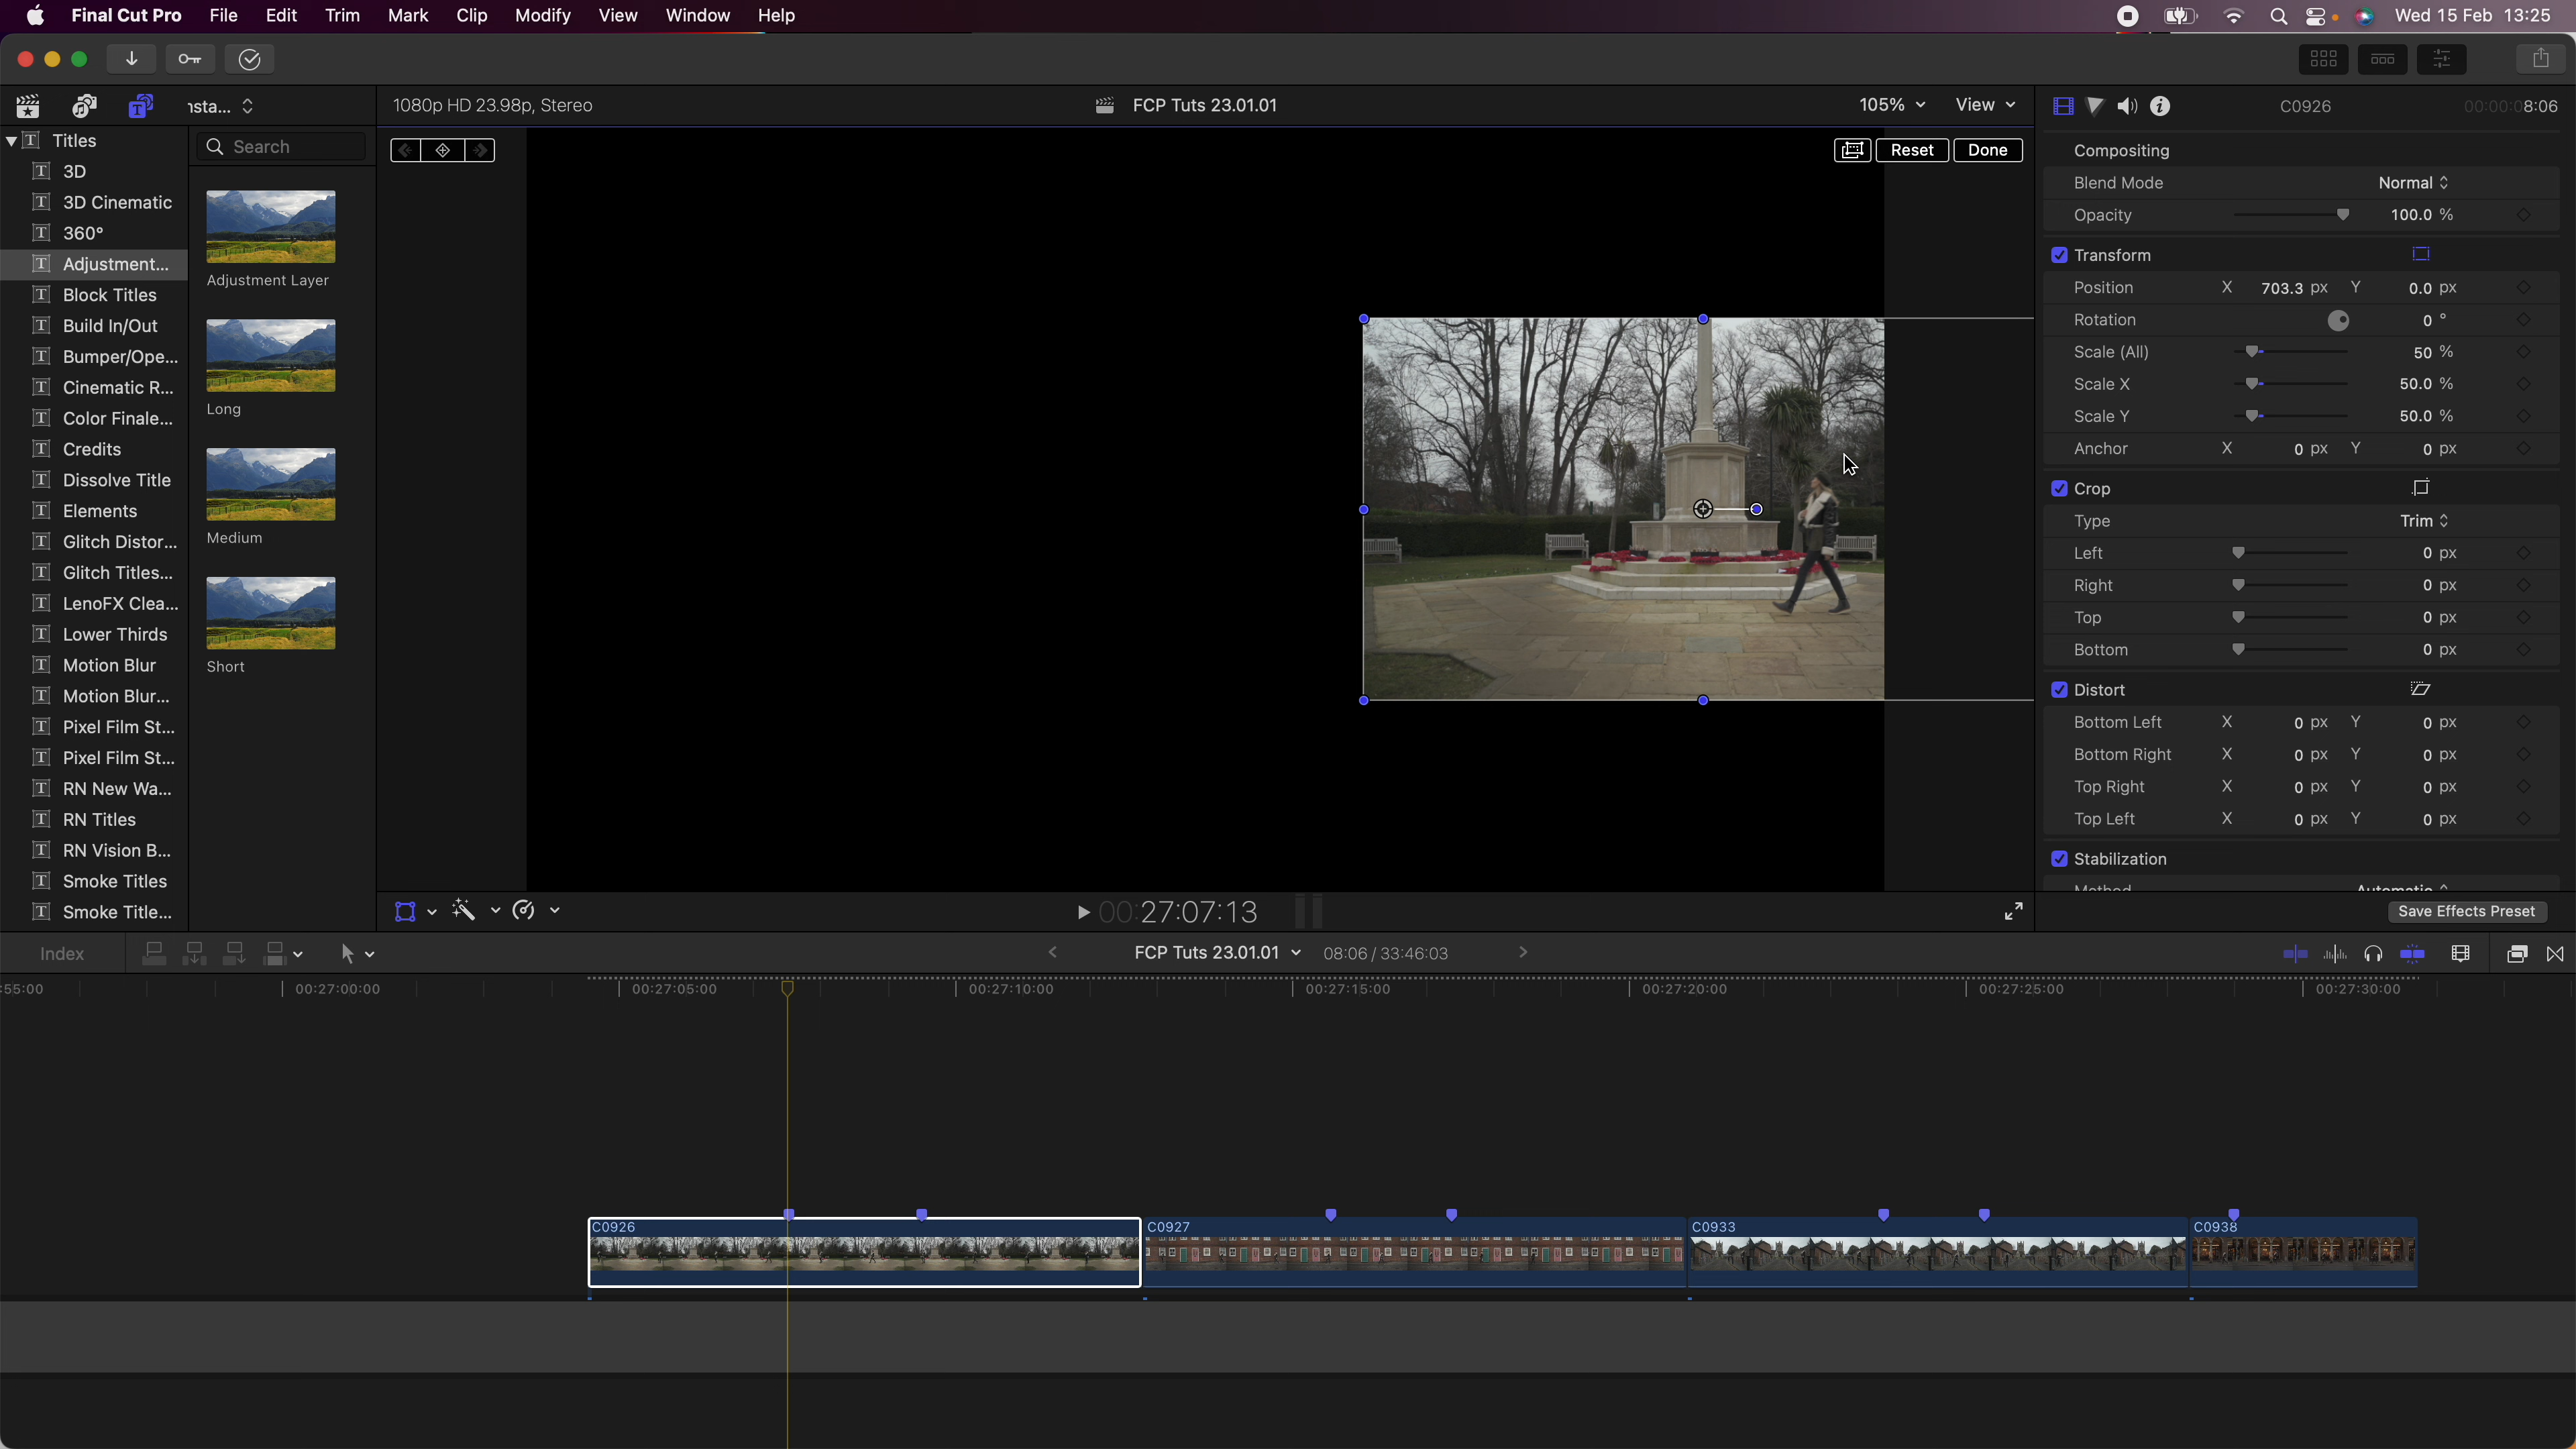 Final Cut Pro File Edit Trim Mark Clip Modify View Window Help Wed 15 Feb 13:25
1080p HD 23.98p, Stereo FCP Tuts 23.01.01 105% View C0926 00:00:08:06
Titles
3D
3D Cinematic
360°
Adjustment...
Block Titles
Build In/Out
Bumper/Ope...
Cinematic R...
Color Finale...
Credits
Dissolve Title
Elements
Glitch Distor...
Glitch Titles...
LenoFX Clea...
Lower Thirds
Motion Blur
Motion Blur...
Pixel Film St...
Pixel Film St...
RN New Wa...
RN Titles
RN Vision B...
Smoke Titles
Smoke Title...
Search
Adjustment Layer
Long
Medium
Short
Reset Done
Compositing
Blend Mode Normal
Opacity 100.0 %
Transform
Position X 703.3 px Y 0.0 px
Rotation 0 °
Scale (All) 50 %
Scale X 50.0 %
Scale Y 50.0 %
Anchor X 0 px Y 0 px
Crop
Type Trim
Left 0 px
Right 0 px
Top 0 px
Bottom 0 px
Distort
Bottom Left X 0 px Y 0 px
Bottom Right X 0 px Y 0 px
Top Right X 0 px Y 0 px
Top Left X 0 px Y 0 px
Stabilization
Method Automatic
00:27:07:13
Save Effects Preset
Index FCP Tuts 23.01.01 08:06 / 33:46:03
:55:00 00:27:00:00 00:27:05:00 00:27:10:00 00:27:15:00 00:27:20:00 00:27:25:00 00:27:30:00
C0926 C0927 C0933 C0938